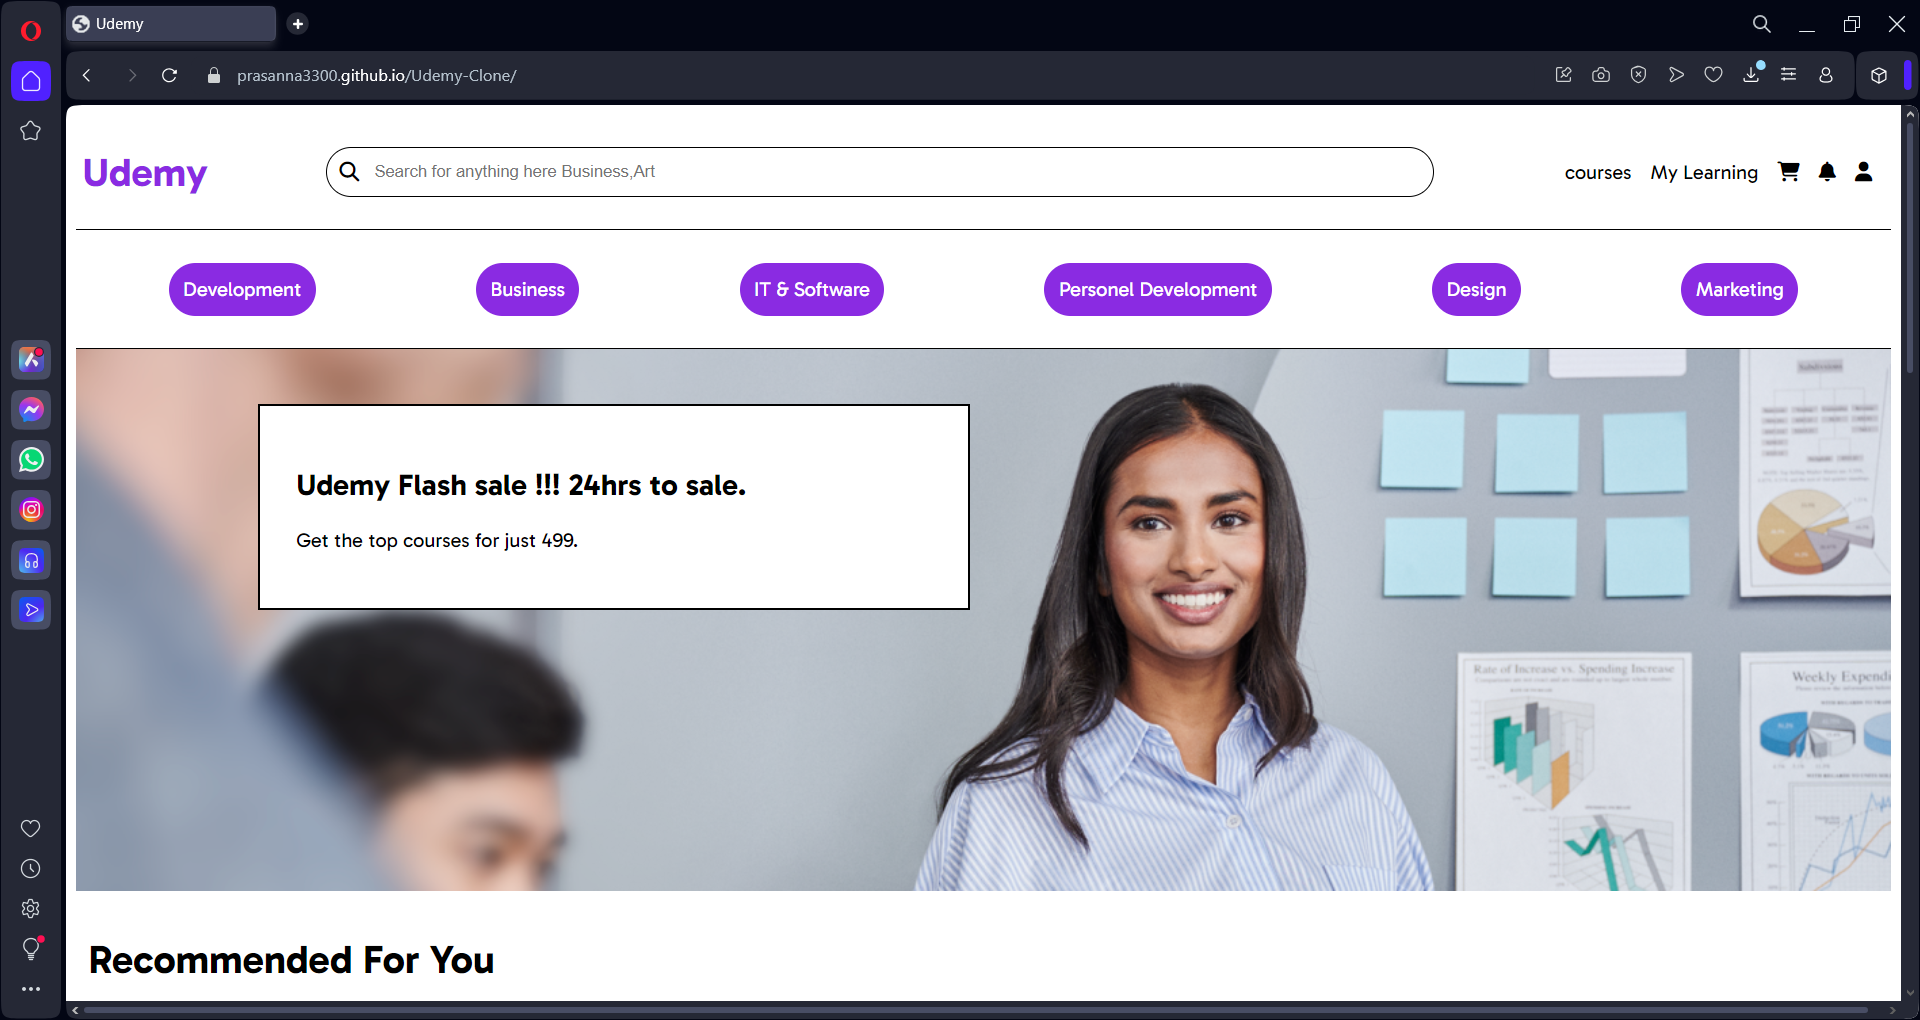 Udemy
prasanna3300.github.io/Udemy-Clone/
Udemy
Search for anything here Business,Art
courses
My Learning
Development
Business
IT & Software
Personel Development
Design
Marketing
Udemy Flash sale !!! 24hrs to sale.
Get the top courses for just 499.
Rate of Increase vs. Spending Increase
Weekly Expendi
Recommended For You